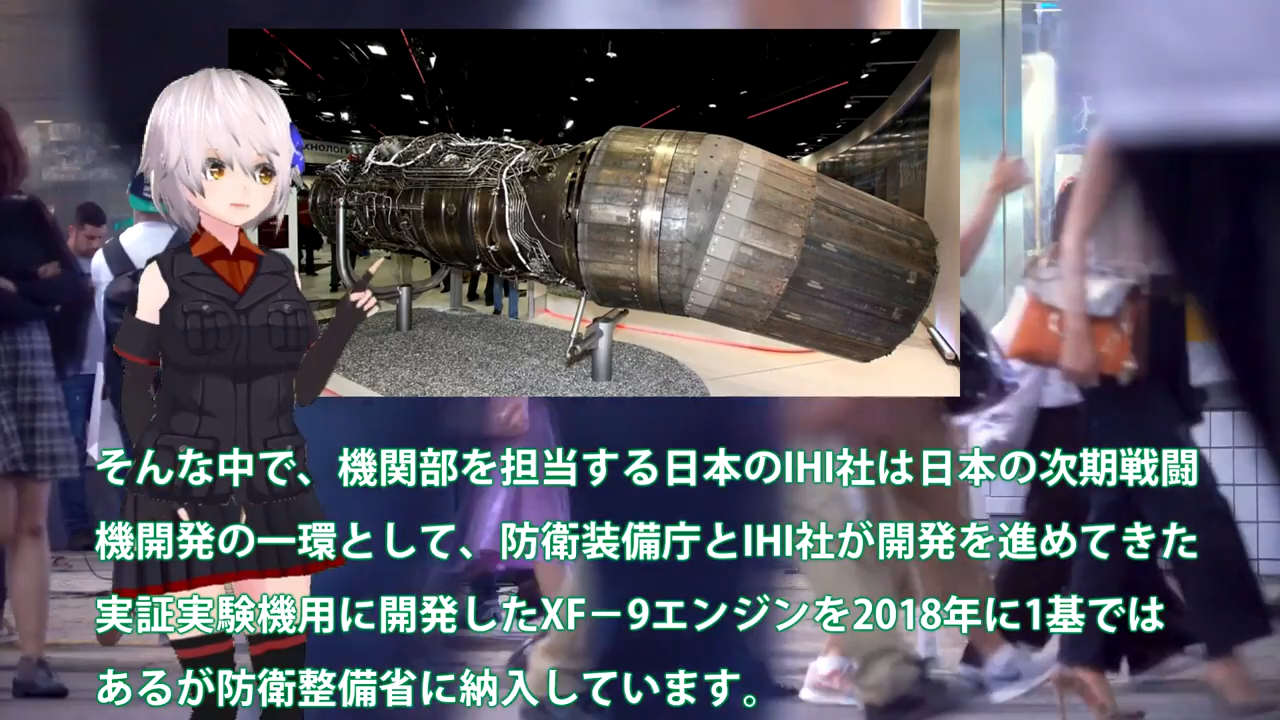 ХНОЛОГИ
そんな中で、機関部を担当する日本のIHI社は日本の次期戦闘
機開発の一環として、防衛装備庁とIHI社が開発を進めてきた
実証実験機用に開発したXF－9エンジンを2018年に1基では
あるが防衛整備省に納入しています。